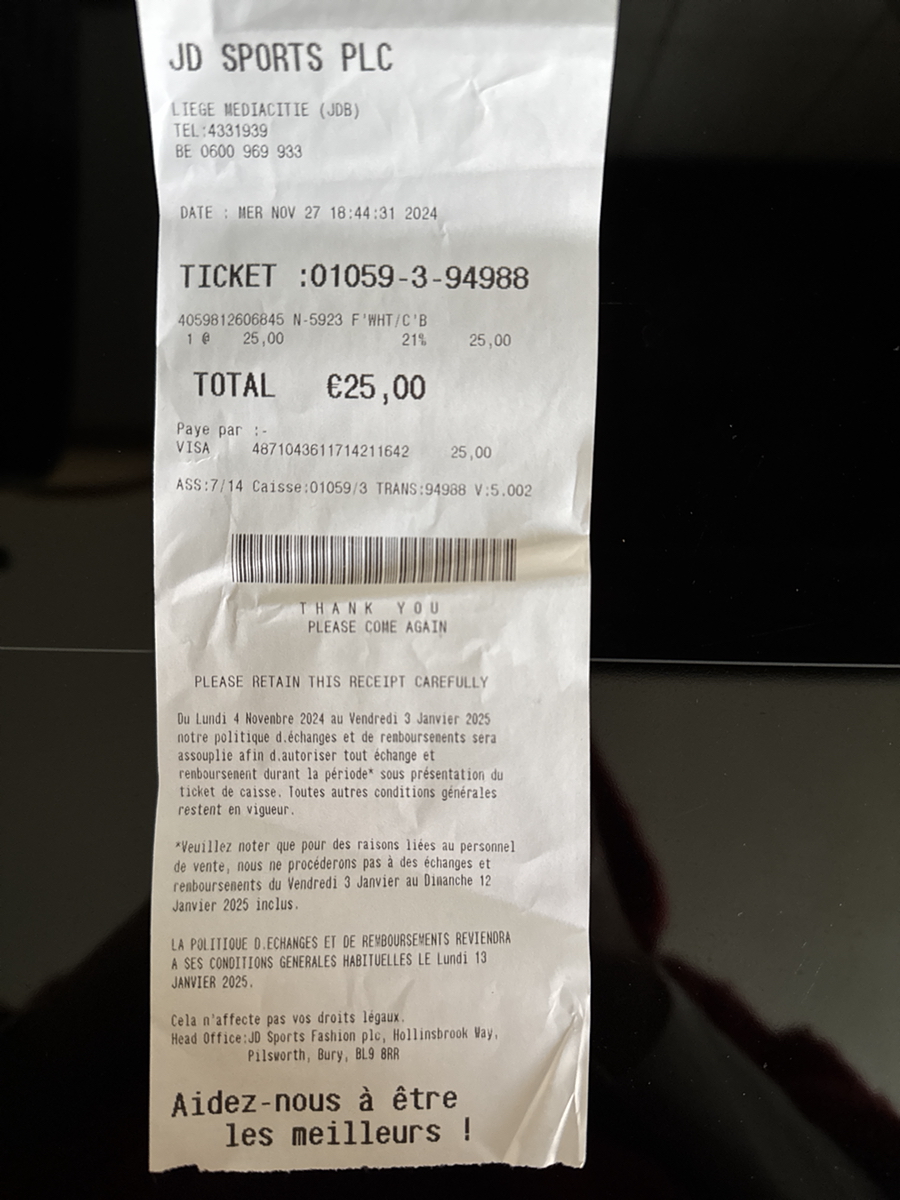 JD SPORTS PLC
LIEGE MEDIACITIE (JDB)
TEL:4331939
BE 0600 969 933
DATE : MER NOV 27 18:44:31 2024
TICKET :01059-3-94988
4059812606845 N-5923 F'WHT/C'B
1 @ 25,00 21% 25,00
TOTAL €25,00
Paye par :-
VISA 4871043611714211642 25,00
ASS:7/14 Caisse:01059/3 TRANS:94988 V:5.002
THANK YOU
PLEASE COME AGAIN
PLEASE RETAIN THIS RECEIPT CAREFULLY
Du Lundi 4 Novembre 2024 au Vendredi 3 Janvier 2025
notre politique d.échanges et de remboursements sera
assouplie afin d.autoriser tout échange et
remboursement durant la période* sous présentation du
ticket de caisse. Toutes autres conditions générales
restent en vigueur.
*Veuillez noter que pour des raisons liées au personnel
de vente, nous ne procéderons pas à des échanges et
remboursements du Vendredi 3 Janvier au Dimanche 12
Janvier 2025 inclus.
LA POLITIQUE D.ECHANGES ET DE REMBOURSEMENTS REVIENDRA
A SES CONDITIONS GENERALES HABITUELLES LE Lundi 13
JANVIER 2025.
Cela n'affecte pas vos droits légaux.
Head Office:JD Sports Fashion plc, Hollinsbrook Way,
Pilsworth, Bury, BL9 8RR
Aidez-nous à être
les meilleurs !